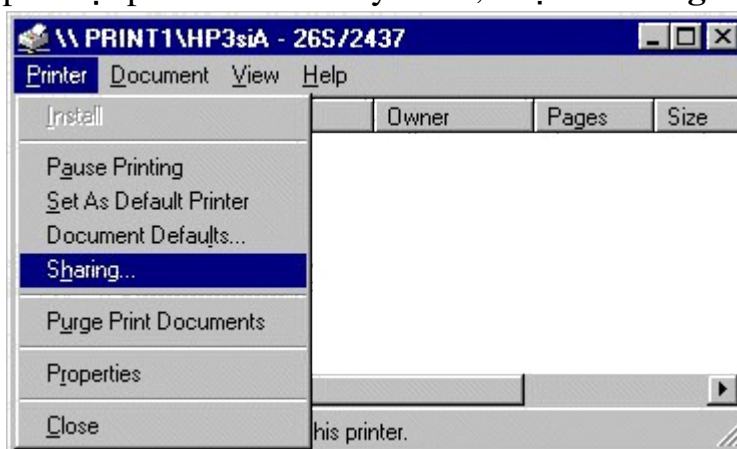 \\ PRINT1\HP3siA - 26S/2437
Printer Document View Help
Install
Owner Pages Size
Pause Printing
Set As Default Printer
Document Defaults...
Sharing...
Purge Print Documents
Properties
Close
his printer.